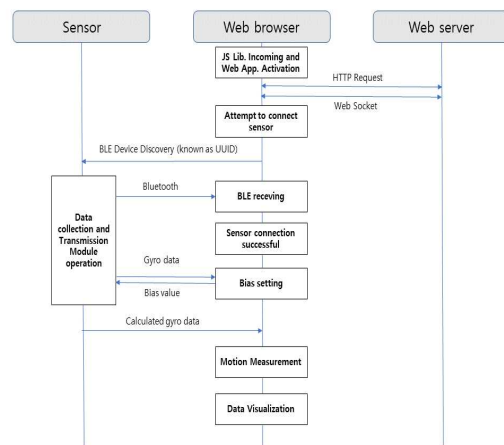 Sensor
Web browser
Web server
JS Lib. Incoming and
Web App. Activation
HTTP Request
Web Socket
Attempt to connect
sensor
BLE Device Discovery (known as UUID)
Bluetooth
BLE receving
Data
collection and
Transmission
Module
operation
Sensor connection
successful
Gyro data
Bias setting
Bias value
Calculated gyro data
Motion Measurement
Data Visualization